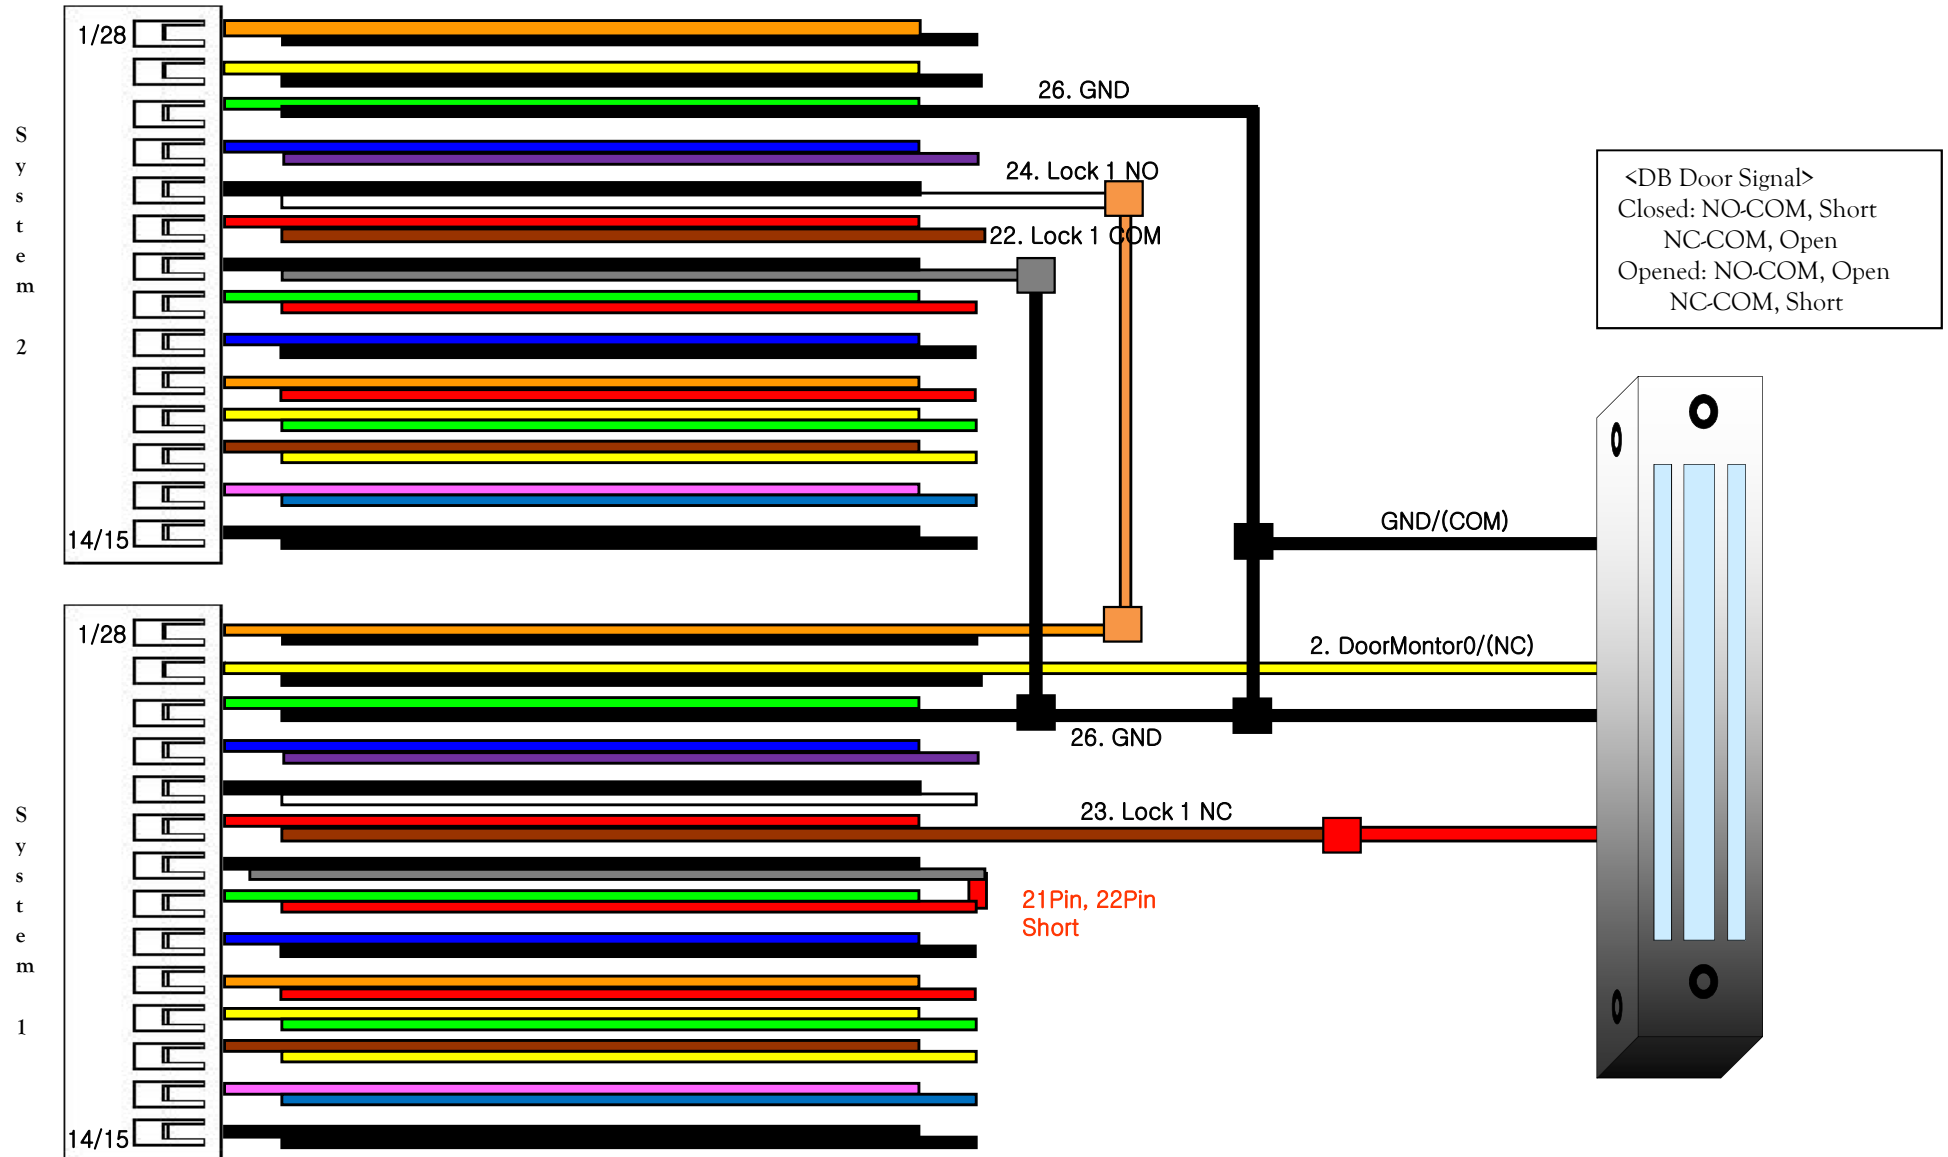 System 2
1/28
26. GND
24. Lock 1 NO
22. Lock 1 COM
14/15
<DB Door Signal>
Closed: NO-COM, Short
NC-COM, Open
Opened: NO-COM, Open
NC-COM, Short
GND/(COM)
System 1
1/28
2. DoorMontor0/(NC)
26. GND
23. Lock 1 NC
21Pin, 22Pin
Short
14/15